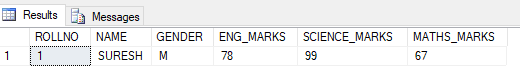 Results Messages
ROLLNO NAME GENDER ENG_MARKS SCIENCE_MARKS MATHS_MARKS
1 1 SURESH M 78 99 67